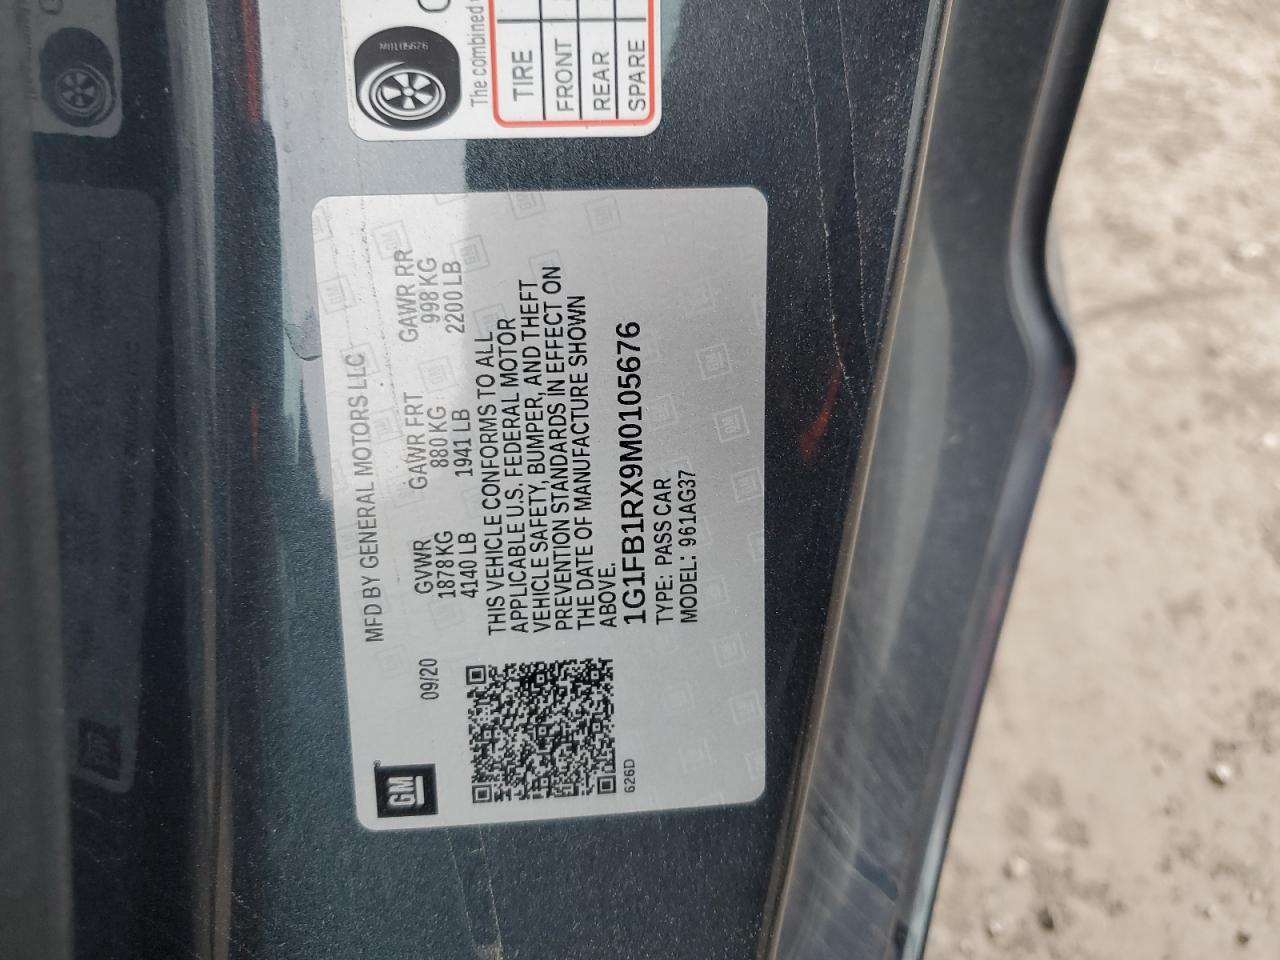 M0105676
The combined
TIRE
FRONT
REAR
SPARE
MFD BY GENERAL MOTORS LLC
GM
09/20
GVWR GAWR FRT GAWR RR
1878 KG 880 KG 998 KG
4140 LB 1941 LB 2200 LB
THIS VEHICLE CONFORMS TO ALL
APPLICABLE U.S. FEDERAL MOTOR
VEHICLE SAFETY, BUMPER, AND THEFT
PREVENTION STANDARDS IN EFFECT ON
THE DATE OF MANUFACTURE SHOWN
ABOVE.
626D
1G1FB1RX9M0105676
TYPE: PASS CAR
MODEL: 961AG37